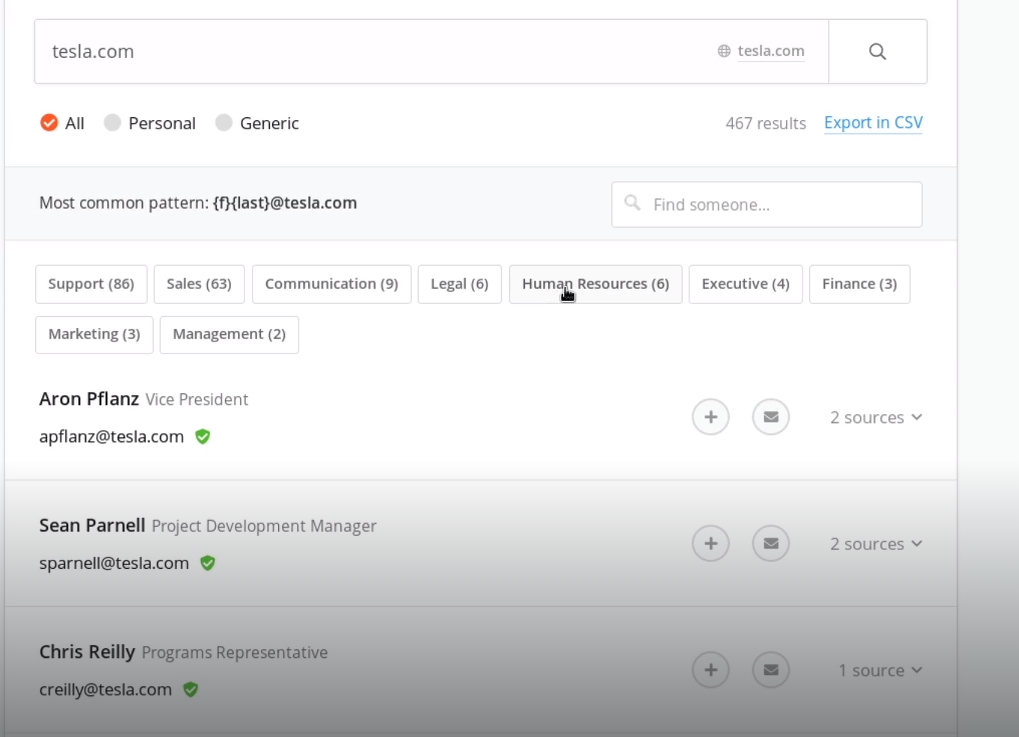 tesla.com tesla.com
All Personal Generic 467 results Export in CSV
Most common pattern: {f}{last}@tesla.com Find someone...
Support (86) Sales (63) Communication (9) Legal (6) Human Resources (6) Executive (4) Finance (3)
Marketing (3) Management (2)
Aron Pflanz Vice President
2 sources
apflanz@tesla.com
Sean Parnell Project Development Manager
2 sources
sparnell@tesla.com
Chris Reilly Programs Representative
1 source
creilly@tesla.com